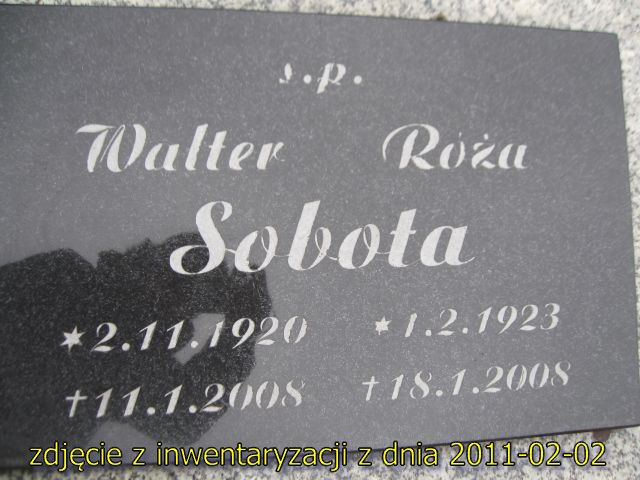 s.p.
Walter Róża
Sobota
✶2.11.1920 ✶1.2.1923
†11.1.2008 †18.1.2008
zdjęcie z inwentaryzacji z dnia 2011-02-02